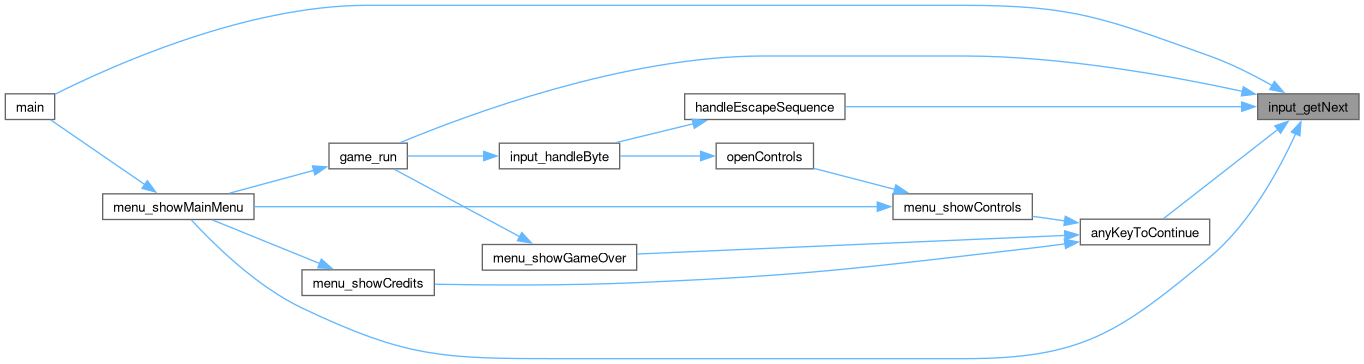 main
input_getNext
handleEscapeSequence
game_run
input_handleByte
openControls
menu_showMainMenu
menu_showControls
anyKeyToContinue
menu_showGameOver
menu_showCredits